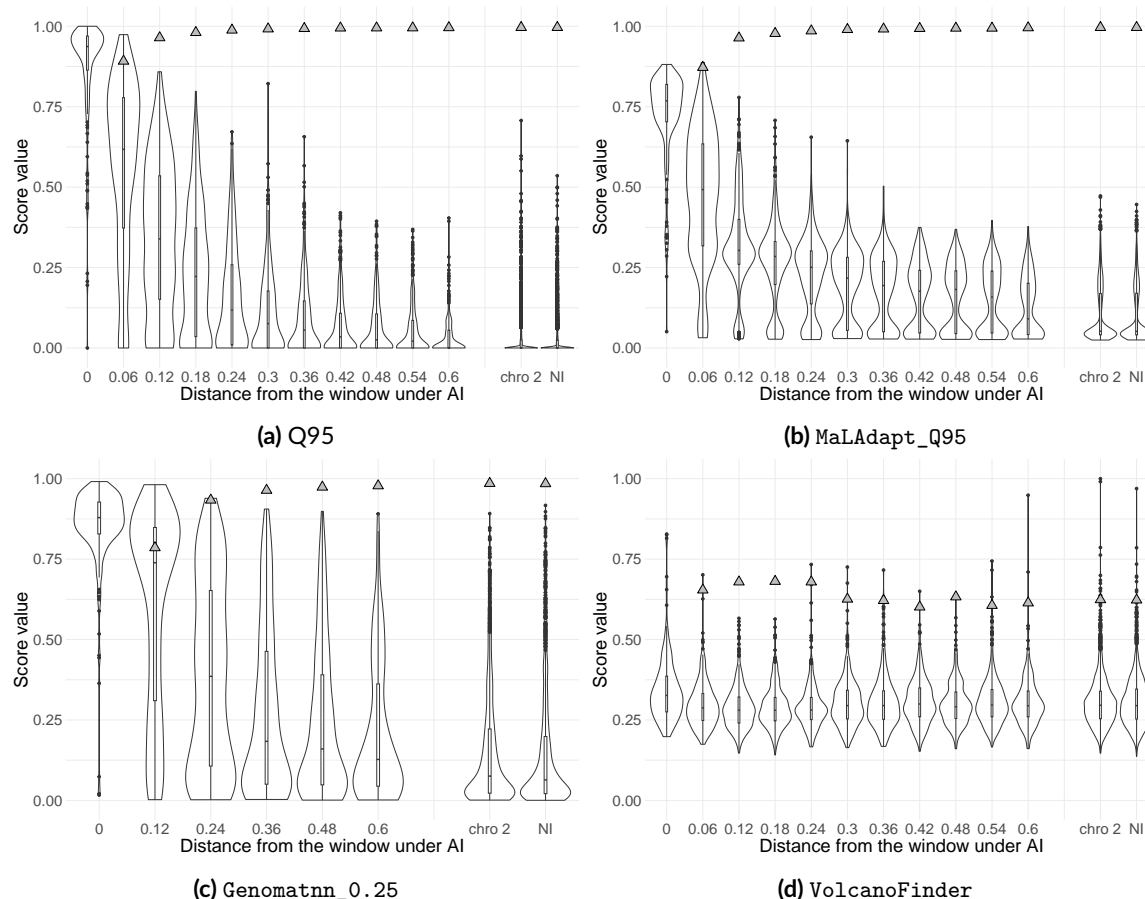 1.00
0.75
0.50
0.25
0.00
Score value
0 0.06 0.12 0.18 0.24 0.3 0.36 0.42 0.48 0.54 0.6 chro 2 NI
Distance from the window under AI
(a) Q95
1.00
0.75
0.50
0.25
0.00
Score value
0 0.06 0.12 0.18 0.24 0.3 0.36 0.42 0.48 0.54 0.6 chro 2 NI
Distance from the window under AI
(b) MaLAdapt_Q95
1.00
0.75
0.50
0.25
0.00
Score value
0 0.12 0.24 0.36 0.48 0.6 chro 2 NI
Distance from the window under AI
(c) Genomatnn_0.25
1.00
0.75
0.50
0.25
0.00
Score value
0 0.06 0.12 0.18 0.24 0.3 0.36 0.42 0.48 0.54 0.6 chro 2 NI
Distance from the window under AI
(d) VolcanoFinder